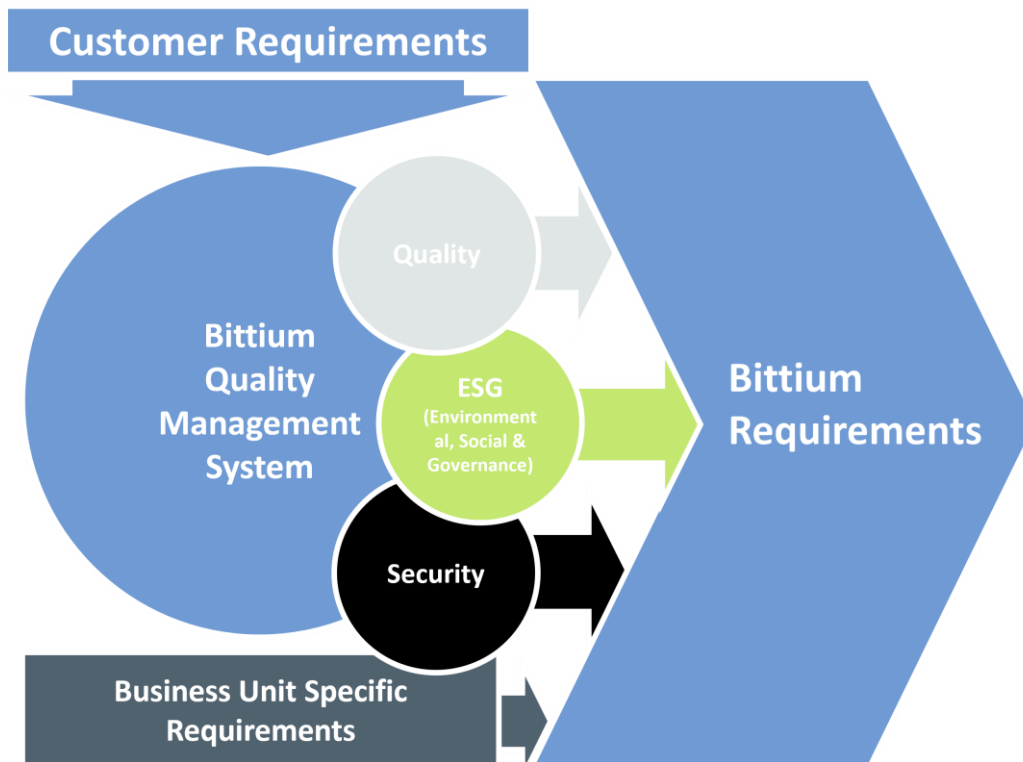 Customer Requirements
Quality
Bittium
Quality
Management
System
ESG
(Environment
al, Social &
Governance)
Bittium
Requirements
Security
Business Unit Specific
Requirements